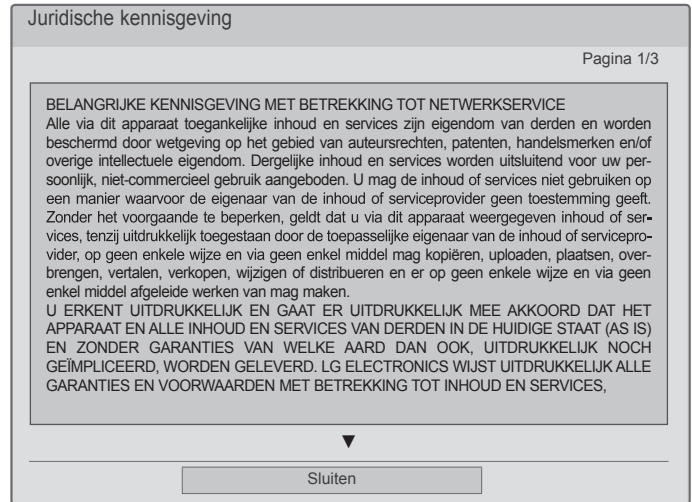 Juridische kennisgeving
Pagina 1/3
BELANGRIJKE KENNISGEVING MET BETREKKING TOT NETWERKSERVICE
Alle via dit apparaat toegankelijke inhoud en services zijn eigendom van derden en worden
beschermd door wetgeving op het gebied van auteursrechten, patenten, handelsmerken en/of
overige intellectuele eigendom. Dergelijke inhoud en services worden uitsluitend voor uw per-
soonlijk, niet-commercieel gebruik aangeboden. U mag de inhoud of services niet gebruiken op
een manier waarvoor de eigenaar van de inhoud of serviceprovider geen toestemming geeft.
Zonder het voorgaande te beperken, geldt dat u via dit apparaat weergegeven inhoud of ser-
vices, tenzij uitdrukkelijk toegestaan door de toepasselijke eigenaar van de inhoud of servicepro-
vider, op geen enkele wijze en via geen enkel middel mag kopiëren, uploaden, plaatsen, over-
brengen, vertalen, verkopen, wijzigen of distribueren en er op geen enkele wijze en via geen
enkel middel afgeleide werken van mag maken.
U ERKENT UITDRUKKELIJK EN GAAT ER UITDRUKKELIJK MEE AKKOORD DAT HET
APPARAAT EN ALLE INHOUD EN SERVICES VAN DERDEN IN DE HUIDIGE STAAT (AS IS)
EN ZONDER GARANTIES VAN WELKE AARD DAN OOK, UITDRUKKELIJK NOCH
GEÏMPLICEERD, WORDEN GELEVERD. LG ELECTRONICS WIJST UITDRUKKELIJK ALLE
GARANTIES EN VOORWAARDEN MET BETREKKING TOT INHOUD EN SERVICES,
▼
Sluiten